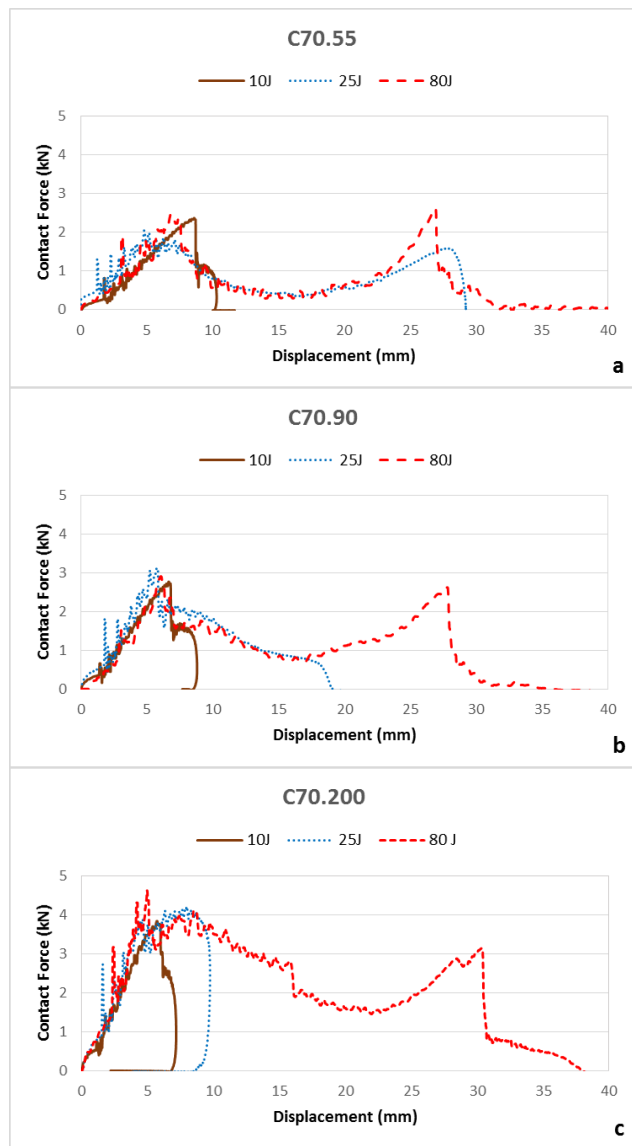 C70.55
10J 25J 80J
Contact Force (kN)
5
4
3
2
1
0
0 5 10 15 20 25 30 35 40
Displacement (mm)
a
C70.90
10J 25J 80J
Contact Force (kN)
5
4
3
2
1
0
0 5 10 15 20 25 30 35 40
Displacement (mm)
b
C70.200
10J 25J 80 J
Contact Force (kN)
5
4
3
2
1
0
0 5 10 15 20 25 30 35 40
Displacement (mm)
c